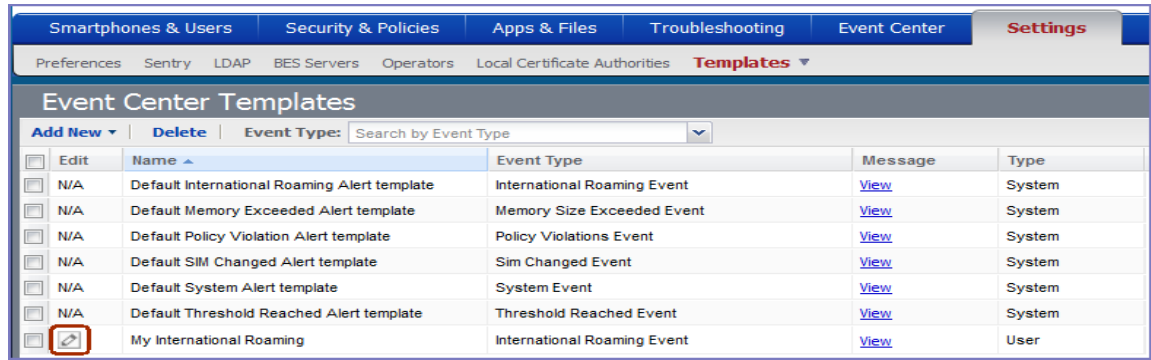 Smartphones & Users Security & Policies Apps & Files Troubleshooting Event Center Settings
Preferences Sentry LDAP BES Servers Operators Local Certificate Authorities Templates
Event Center Templates
Add New Delete Event Type: Search by Event Type
Edit Name Event Type Message Type
N/A Default International Roaming Alert template International Roaming Event View System
N/A Default Memory Exceeded Alert template Memory Size Exceeded Event View System
N/A Default Policy Violation Alert template Policy Violations Event View System
N/A Default SIM Changed Alert template Sim Changed Event View System
N/A Default System Alert template System Event View System
N/A Default Threshold Reached Alert template Threshold Reached Event View System
My International Roaming International Roaming Event View User